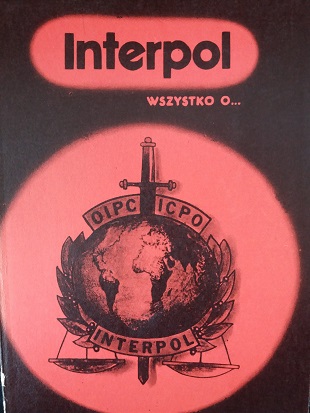 Interpol
WSZYSTKO O...
OIPC ICPO
INTERPOL